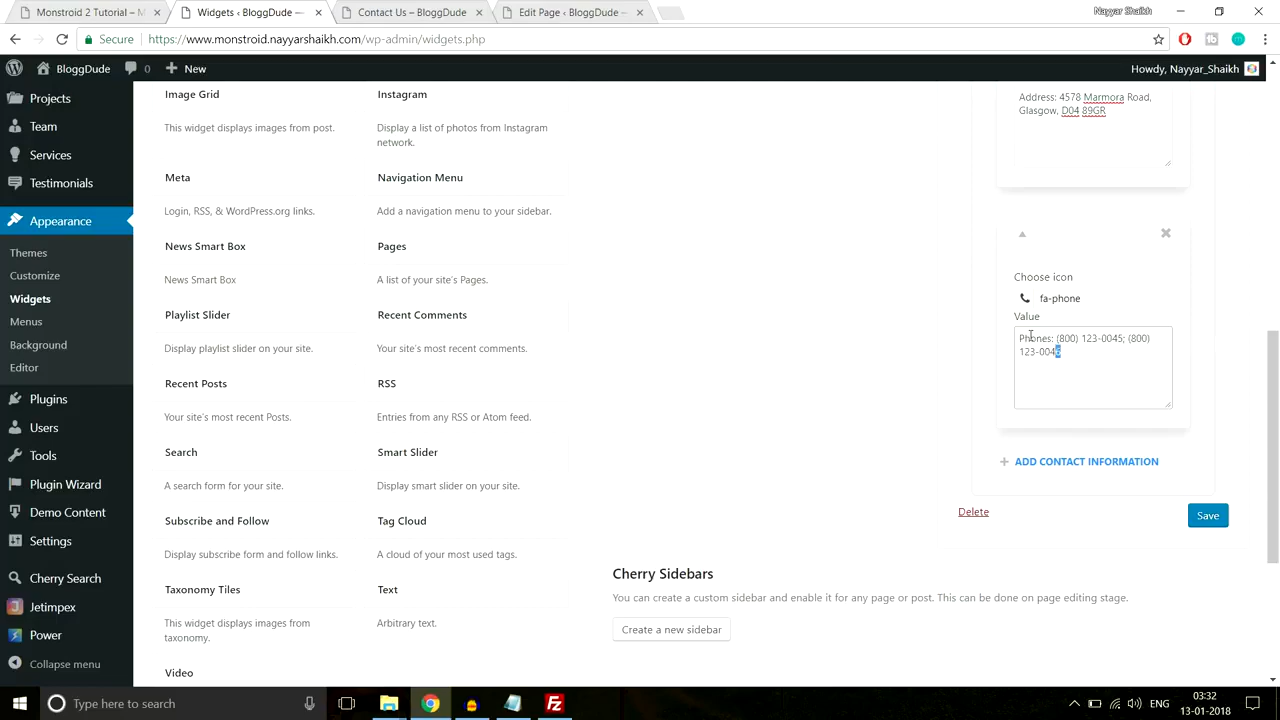 Monstroid 2 Tutorial – M
Widgets ‹ BloggDude —
Contact Us – BloggDude
Edit Page ‹ BloggDude —
Nayyar Shaikh
Secure
https://www.monstroid.nayyarshaikh.com/wp-admin/widgets.php
BloggDude
0
New
Howdy, Nayyar_Shaikh
Projects
Team
Services
Testimonials
Appearance
Themes
Customize
Widgets
Menus
Background
Editor
Plugins
Users
Tools
Plugin Wizard
Demo Content
Settings
Cherry Search
Jetimpex
Power
Collapse menu
Image Grid
This widget displays images from post.
Instagram
Display a list of photos from Instagram
network.
Meta
Login, RSS, & WordPress.org links.
Navigation Menu
Add a navigation menu to your sidebar.
News Smart Box
News Smart Box
Pages
A list of your site's Pages.
Playlist Slider
Display playlist slider on your site.
Recent Comments
Your site's most recent comments.
Recent Posts
Your site's most recent Posts.
RSS
Entries from any RSS or Atom feed.
Search
A search form for your site.
Smart Slider
Display smart slider on your site.
Subscribe and Follow
Display subscribe form and follow links.
Tag Cloud
A cloud of your most used tags.
Taxonomy Tiles
This widget displays images from
taxonomy.
Text
Arbitrary text.
Video
Address: 4578 Marmora Road,
Glasgow, D04 89GR
Choose icon
fa-phone
Value
Phones: (800) 123-0045; (800)
123-0046
ADD CONTACT INFORMATION
Delete
Save
Cherry Sidebars
You can create a custom sidebar and enable it for any page or post. This can be done on page editing stage.
Create a new sidebar
Type here to search
ENG
03:32
13-01-2018